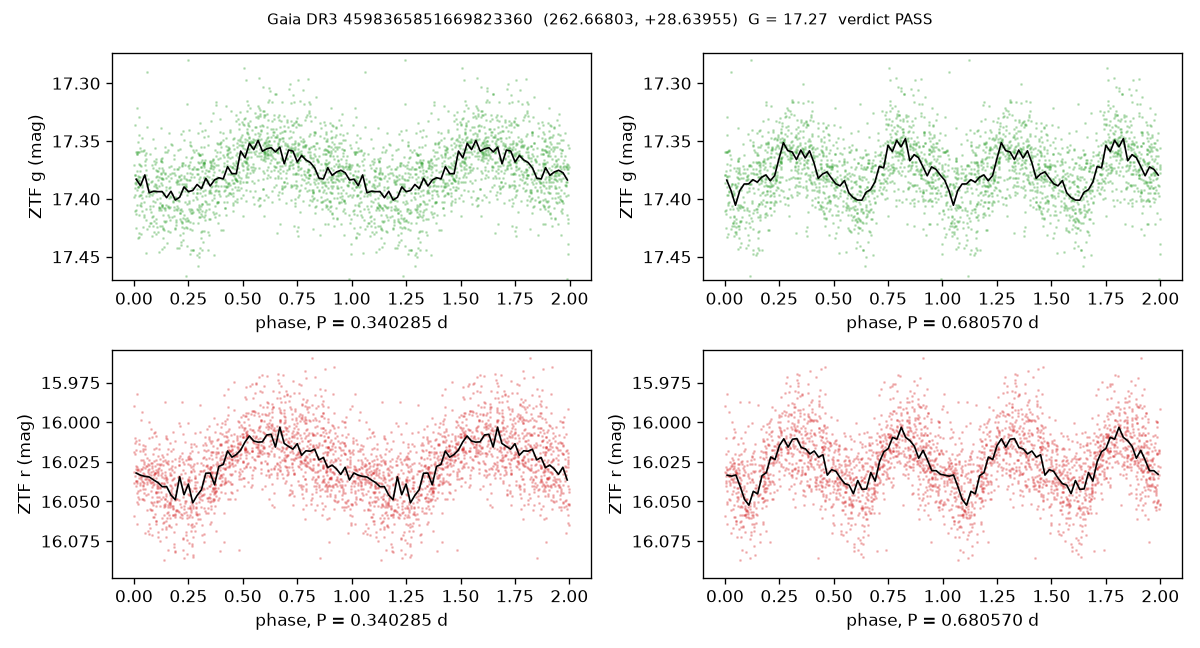 Gaia DR3 4598365851669823360 (262.66803, +28.63955) G = 17.27 verdict PASS
ZTF g (mag)
17.30
17.35
17.40
17.45
0.00 0.25 0.50 0.75 1.00 1.25 1.50 1.75 2.00
phase, P = 0.340285 d
ZTF g (mag)
17.30
17.35
17.40
17.45
0.00 0.25 0.50 0.75 1.00 1.25 1.50 1.75 2.00
phase, P = 0.680570 d
ZTF r (mag)
15.975
16.000
16.025
16.050
16.075
0.00 0.25 0.50 0.75 1.00 1.25 1.50 1.75 2.00
phase, P = 0.340285 d
ZTF r (mag)
15.975
16.000
16.025
16.050
16.075
0.00 0.25 0.50 0.75 1.00 1.25 1.50 1.75 2.00
phase, P = 0.680570 d